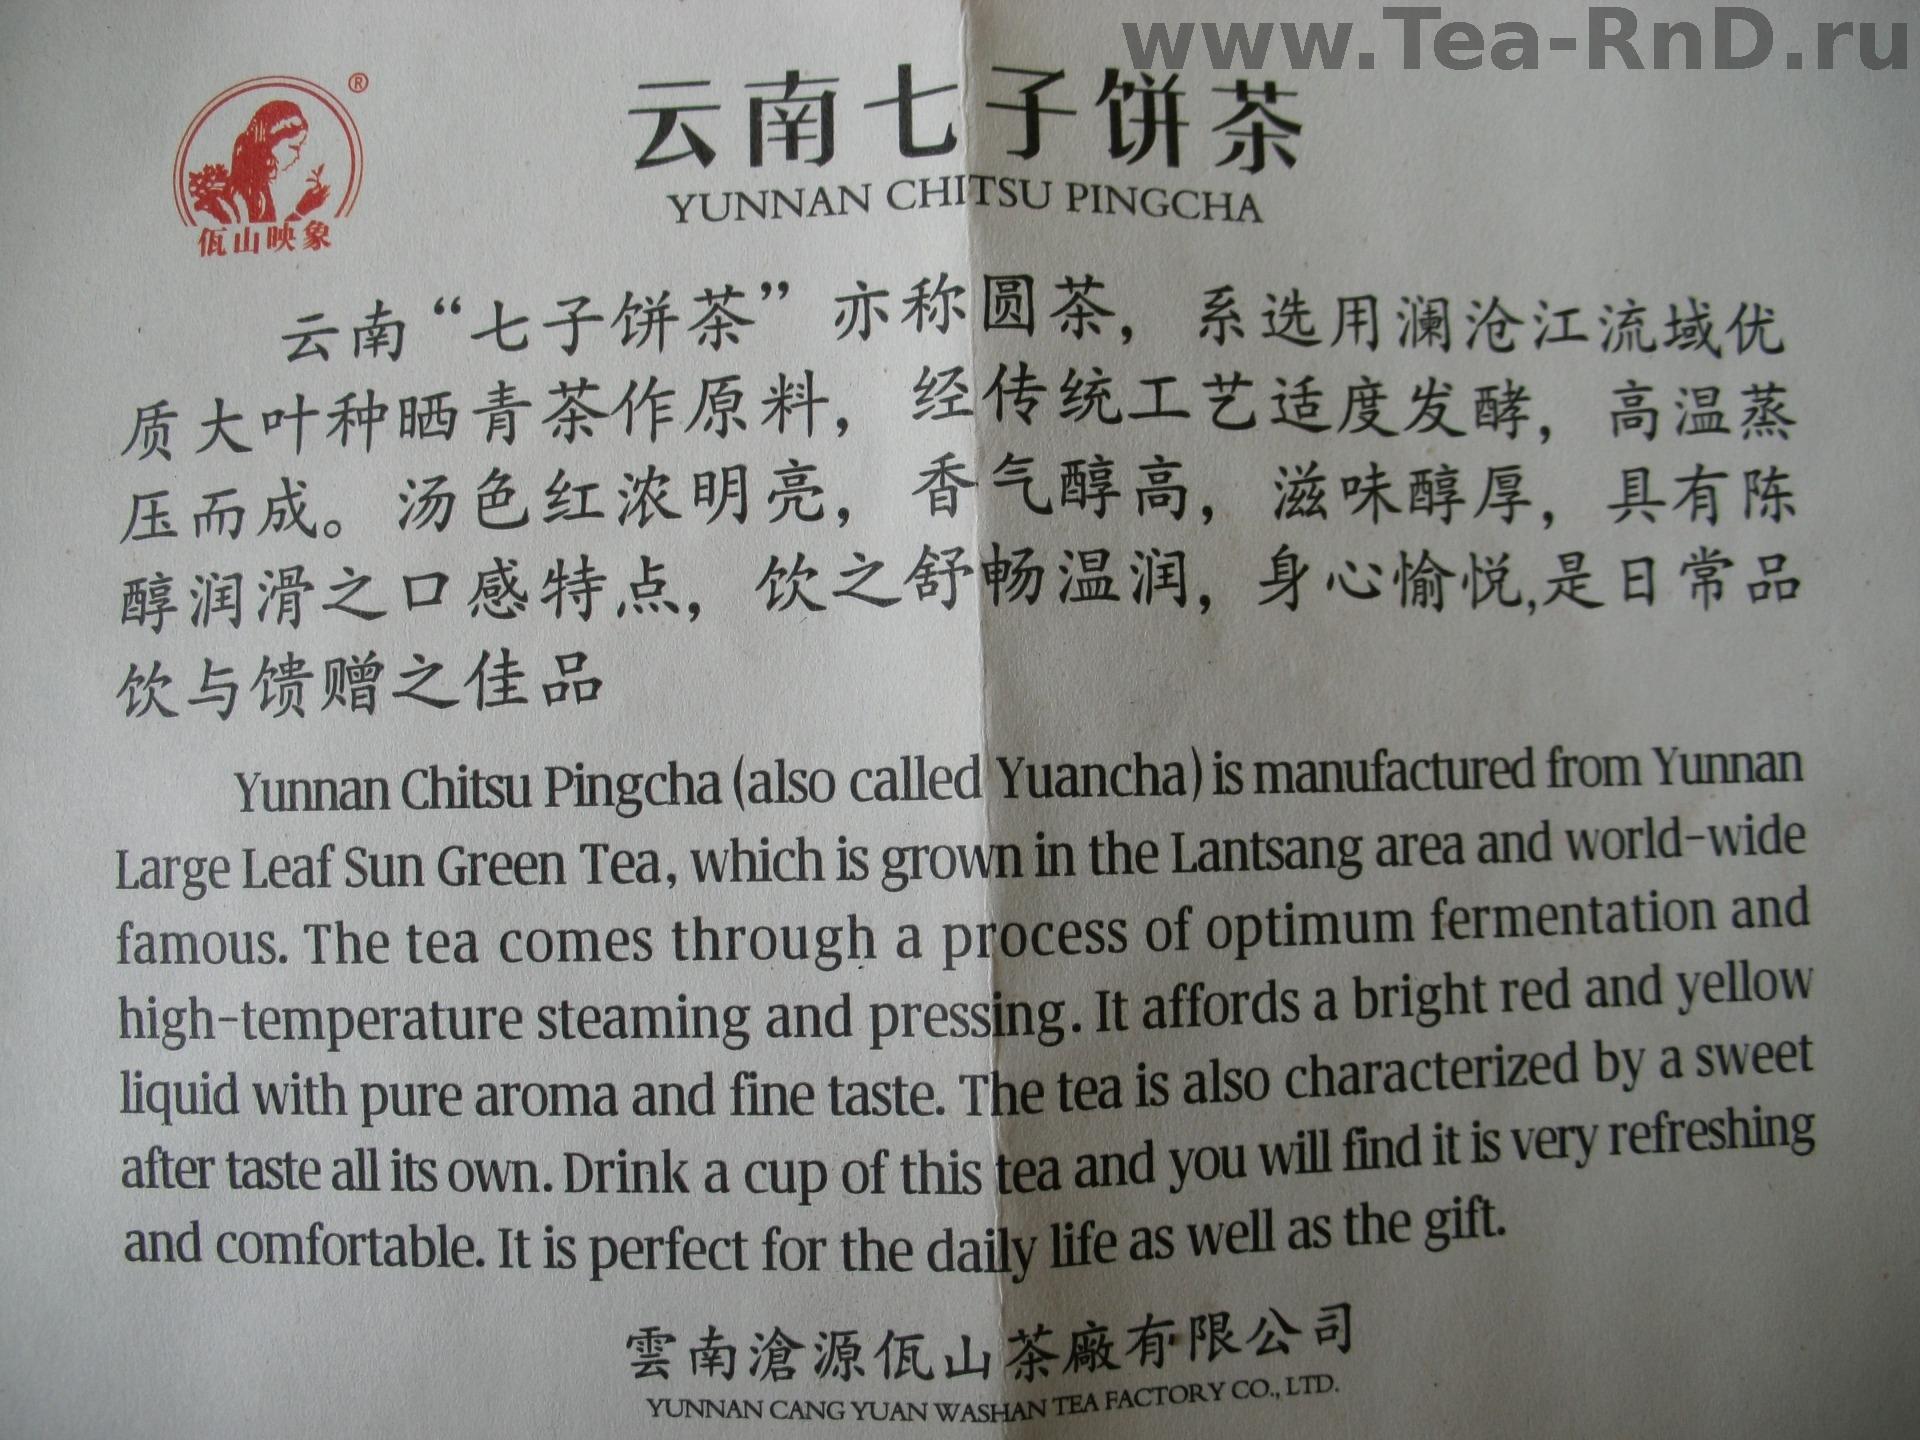 www.Tea-RnD.ru
®
佤山映象
云南七子饼茶
YUNNAN CHITSU PINGCHA
云南“七子饼茶”亦称圆茶，系选用澜沧江流域优
质大叶种晒青茶作原料，经传统工艺适度发酵，高温蒸
压而成。汤色红浓明亮，香气醇高，滋味醇厚，具有陈
醇润滑之口感特点，饮之舒畅温润，身心愉悦,是日常品
饮与馈赠之佳品
Yunnan Chitsu Pingcha (also called Yuancha) is manufactured from Yunnan
Large Leaf Sun Green Tea, which is grown in the Lantsang area and world-wide
famous. The tea comes through a process of optimum fermentation and
high-temperature steaming and pressing. It affords a bright red and yellow
liquid with pure aroma and fine taste. The tea is also characterized by a sweet
after taste all its own. Drink a cup of this tea and you will find it is very refreshing
and comfortable. It is perfect for the daily life as well as the gift.
雲南滄源佤山茶廠有限公司
YUNNAN CANG YUAN WASHAN TEA FACTORY CO., LTD.